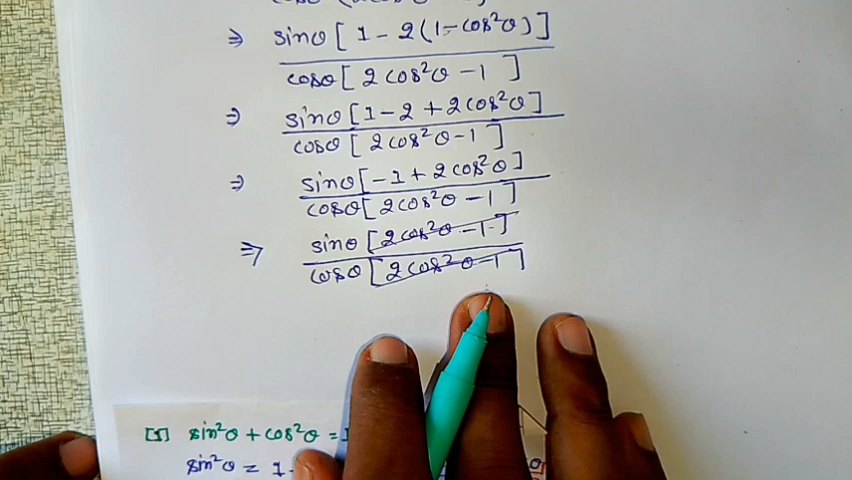 ⇒ sinθ[1 - 2(1-cos²θ)]
cosθ[2cos²θ - 1]
⇒ sinθ[1-2+2cos²θ]
cosθ[2cos²θ-1]
⇒ sinθ[-1+2cos²θ]
cosθ[2cos²θ-1]
⇒ sinθ[2cos²θ-1]
cosθ[2cos²θ-1]
[1] sin²θ + cos²θ =
sin²θ = 1